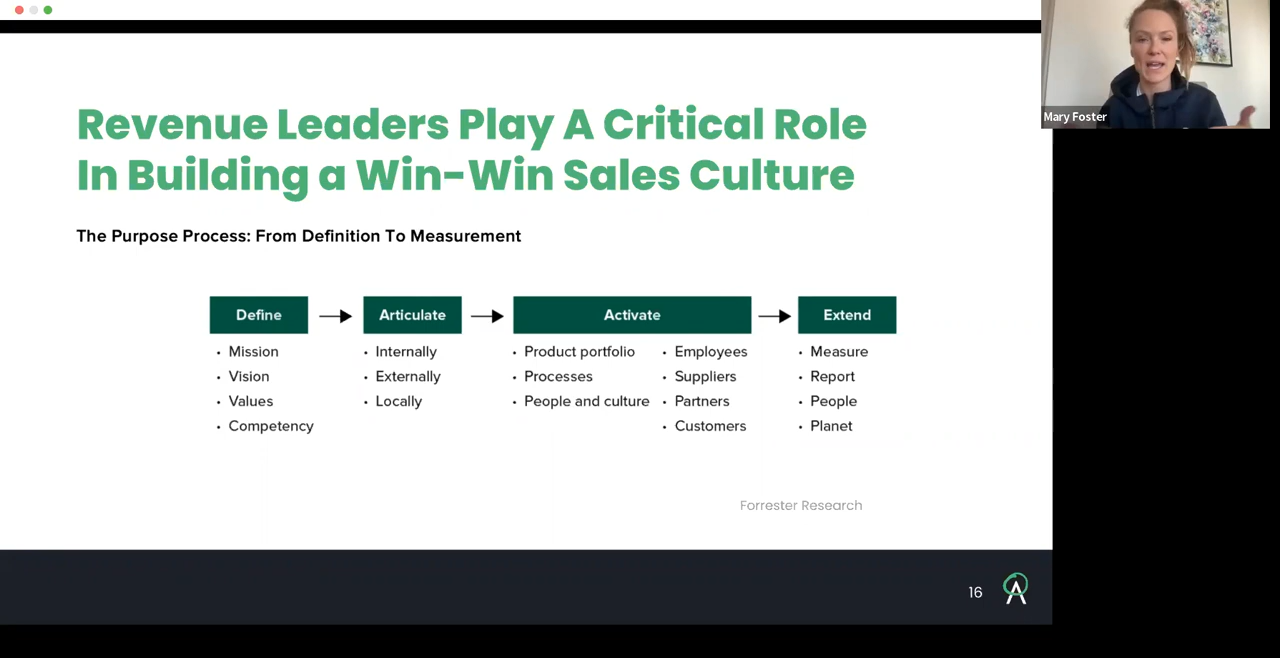 Mary Foster
Revenue Leaders Play A Critical Role
In Building a Win-Win Sales Culture
The Purpose Process: From Definition To Measurement
Define
• Mission
• Vision
• Values
• Competency
Articulate
• Internally
• Externally
• Locally
Activate
• Product portfolio
• Processes
• People and culture
• Employees
• Suppliers
• Partners
• Customers
Extend
• Measure
• Report
• People
• Planet
Forrester Research
16